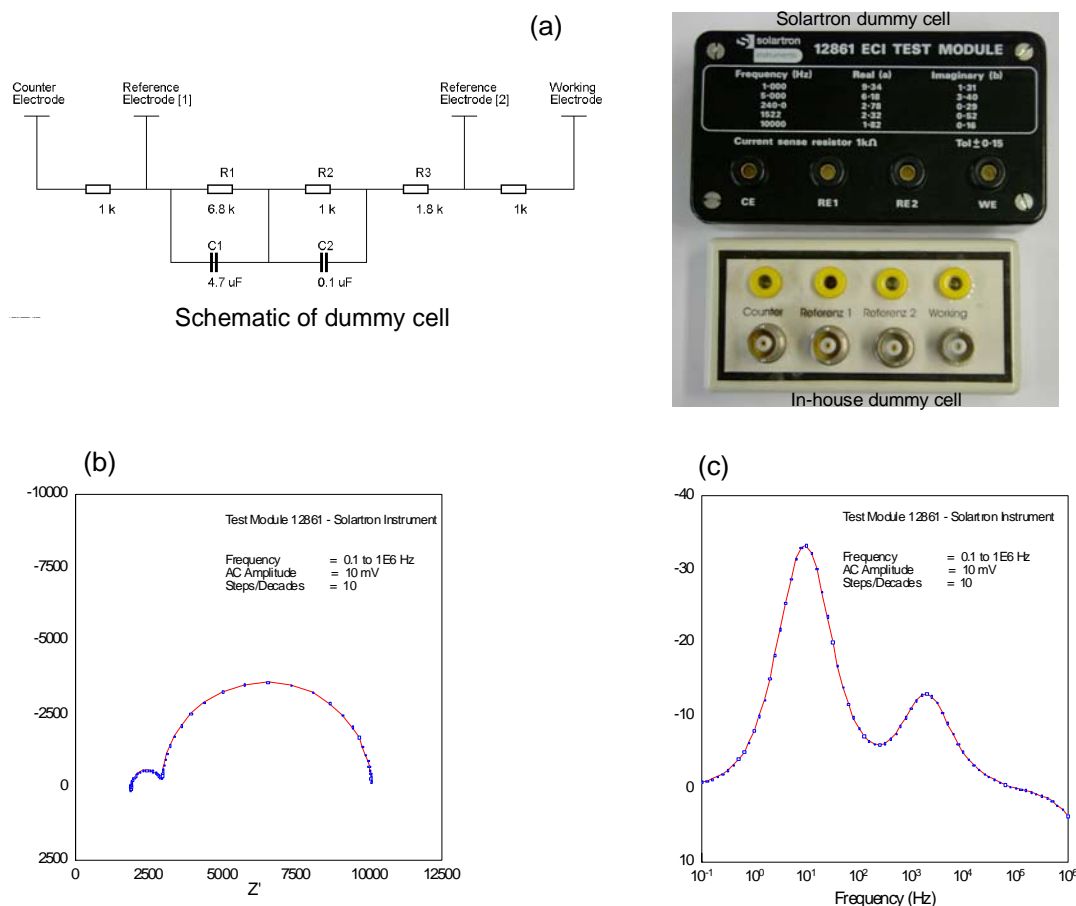 (a)
Counter
Electrode
Reference
Electrode [1]
Reference
Electrode [2]
Working
Electrode
R1
R2
R3
1 k
6.8 k
1 k
1.8 k
1k
C1
C2
4.7 uF
0.1 uF
Schematic of dummy cell
Solartron dummy cell
solartron
instruments
12861 ECI TEST MODULE
Frequency (Hz) Real (a) Imaginary (b)
1·000 9·34 1·31
5·000 6·18 3·40
240·0 2·78 0·29
1522 2·32 0·52
10000 1·82 0·16
Current sense resistor 1kΩ Tol ± 0·15
CE RE1 RE2 WE
Counter Referenz 1 Referenz 2 Working
In-house dummy cell
(b)
-10000
-7500
-5000
-2500
0
2500
Test Module 12861 - Solartron Instrument
Frequency = 0.1 to 1E6 Hz
AC Amplitude = 10 mV
Steps/Decades = 10
0 2500 5000 7500 10000 12500
Z'
(c)
-40
-30
-20
-10
0
10
Test Module 12861 - Solartron Instrument
Frequency = 0.1 to 1E6 Hz
AC Amplitude = 10 mV
Steps/Decades = 10
10⁻¹ 10⁰ 10¹ 10² 10³ 10⁴ 10⁵ 10⁶
Frequency (Hz)